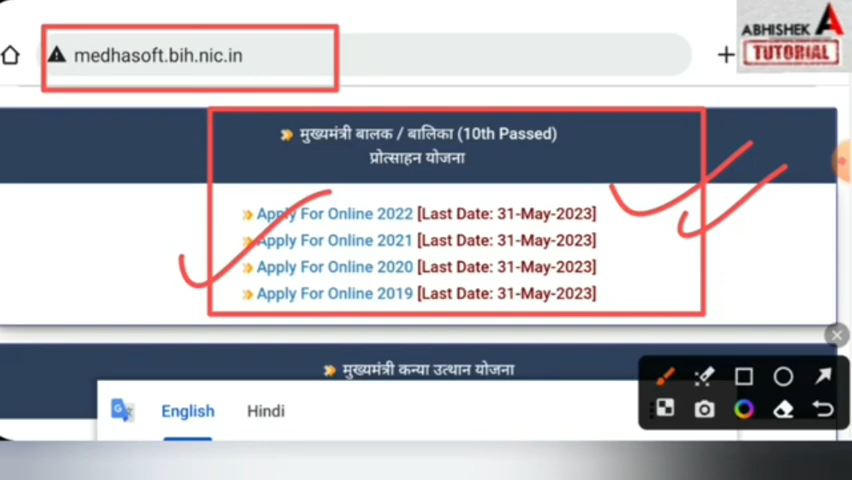 ABHISHEK A
TUTORIAL
medhasoft.bih.nic.in
मुख्यमंत्री बालक / बालिका (10th Passed)
प्रोत्साहन योजना
Apply For Online 2022 [Last Date: 31-May-2023]
Apply For Online 2021 [Last Date: 31-May-2023]
Apply For Online 2020 [Last Date: 31-May-2023]
Apply For Online 2019 [Last Date: 31-May-2023]
मुख्यमंत्री कन्या उत्थान योजना
English Hindi